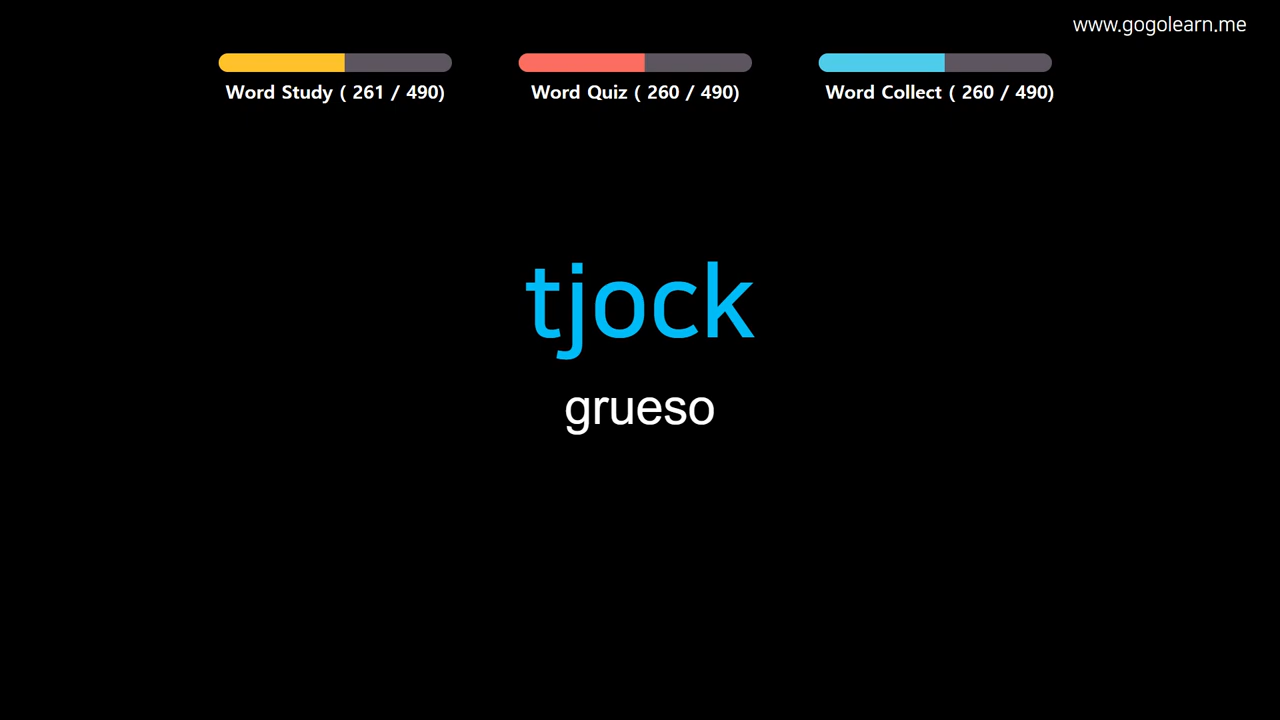 www.gogolearn.me
Word Study ( 261 / 490)
Word Quiz ( 260 / 490)
Word Collect ( 260 / 490)
tjock
grueso